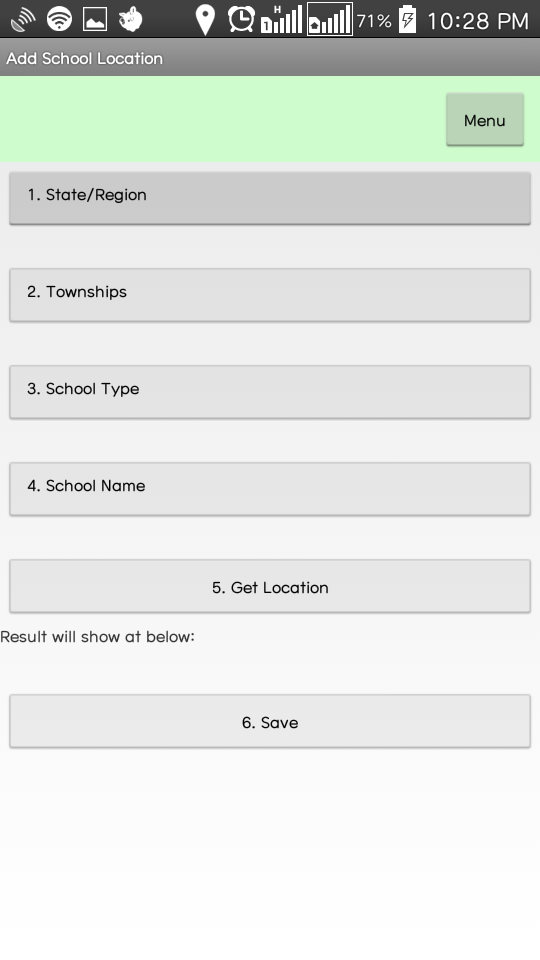 H
71%
10:28 PM
Add School Location
Menu
1. State/Region
2. Townships
3. School Type
4. School Name
5. Get Location
Result will show at below:
6. Save